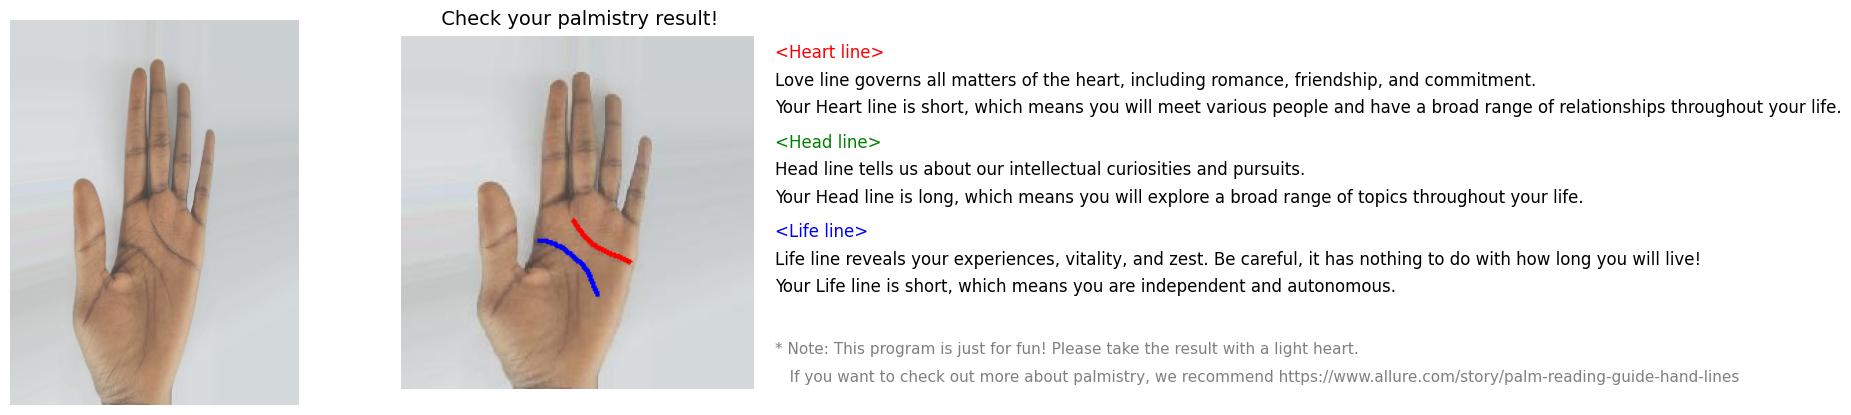 Check your palmistry result!
<Heart line>
Love line governs all matters of the heart, including romance, friendship, and commitment.
Your Heart line is short, which means you will meet various people and have a broad range of relationships throughout your life.
<Head line>
Head line tells us about our intellectual curiosities and pursuits.
Your Head line is long, which means you will explore a broad range of topics throughout your life.
<Life line>
Life line reveals your experiences, vitality, and zest. Be careful, it has nothing to do with how long you will live!
Your Life line is short, which means you are independent and autonomous.
* Note: This program is just for fun! Please take the result with a light heart.
If you want to check out more about palmistry, we recommend https://www.allure.com/story/palm-reading-guide-hand-lines